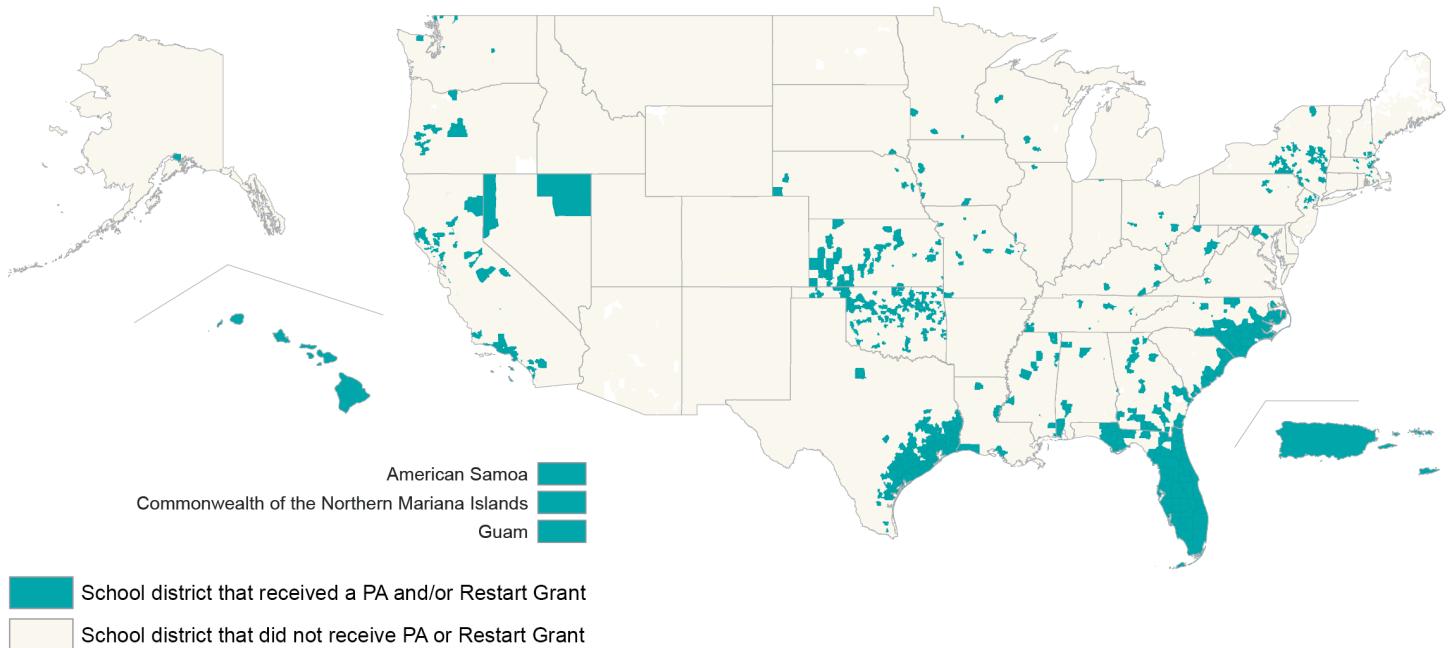 American Samoa
Commonwealth of the Northern Mariana Islands
Guam
School district that received a PA and/or Restart Grant
School district that did not receive PA or Restart Grant